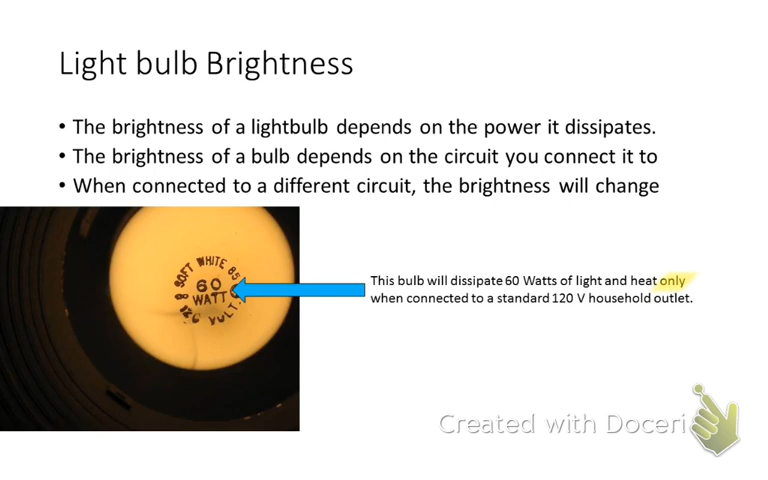 Light bulb Brightness
• The brightness of a lightbulb depends on the power it dissipates.
• The brightness of a bulb depends on the circuit you connect it to
• When connected to a different circuit, the brightness will change
SOFT WHITE 85
60
WATT
120 VOLT
This bulb will dissipate 60 Watts of light and heat only
when connected to a standard 120 V household outlet.
Created with Doceri